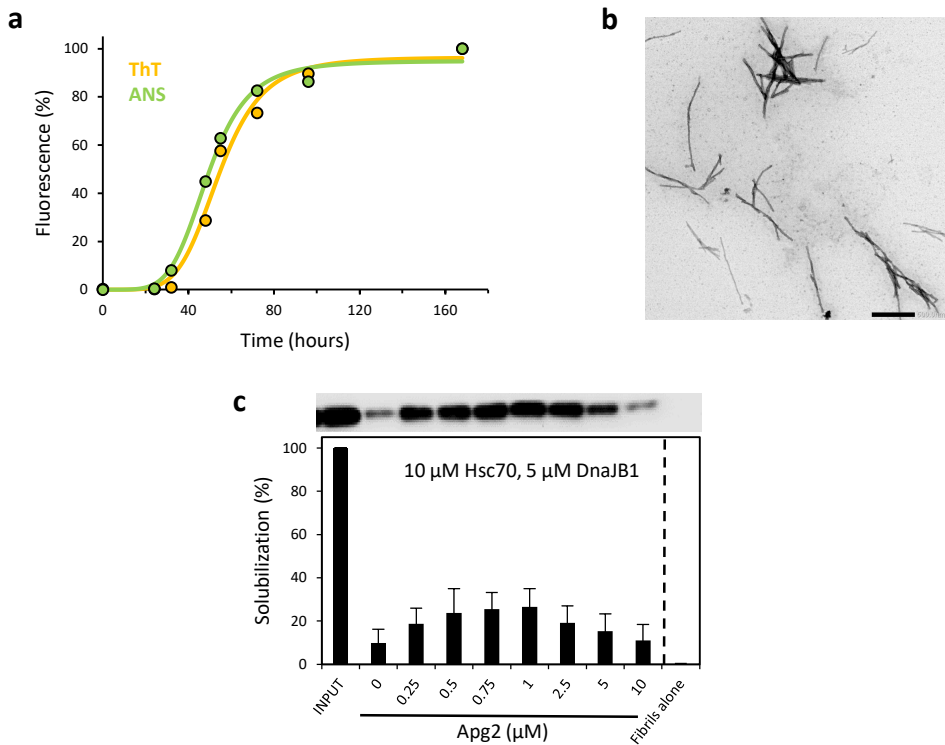 a
100
80
60
40
20
0
ThT
ANS
Fluorescence (%)
0
40
80
120
160
Time (hours)
b
c
100
80
60
40
20
0
Solubilization (%)
10 μM Hsc70, 5 μM DnaJB1
INPUT
0
0.25
0.5
0.75
1
2.5
5
10
Fibrils alone
Apg2 (μM)